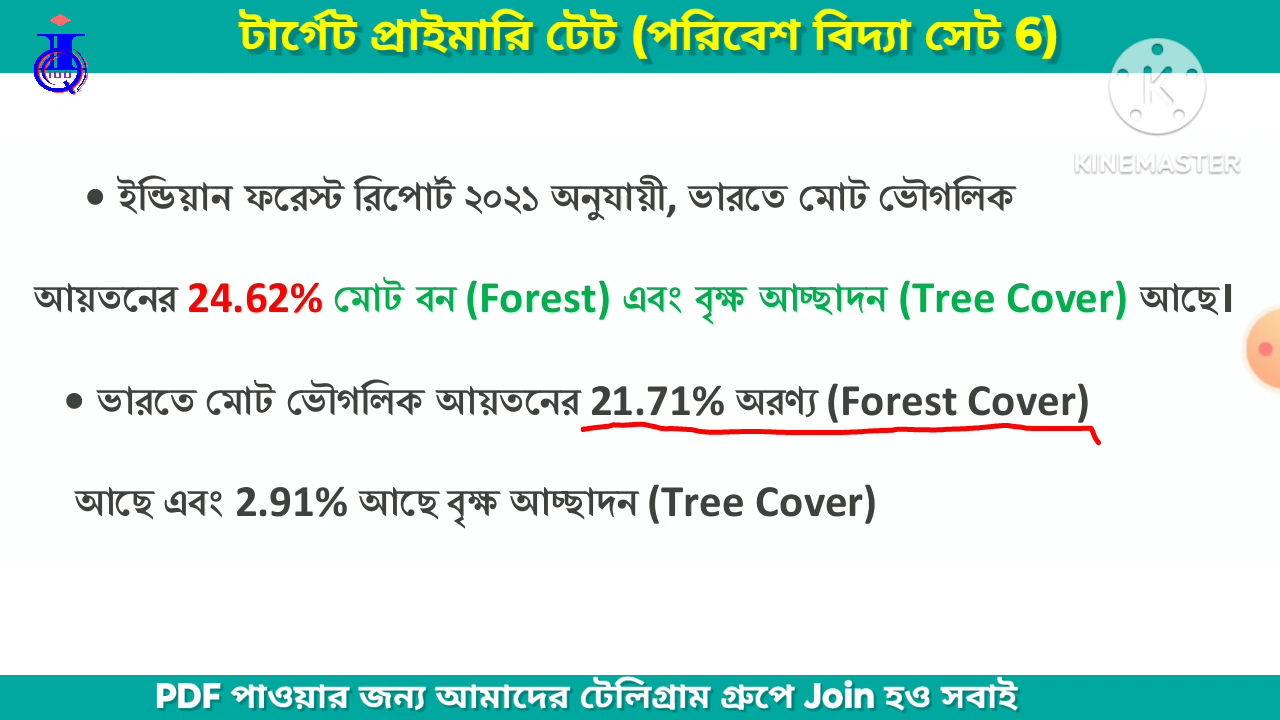 টার্গেট প্রাইমারি টেট (পরিবেশ বিদ্যা সেট 6)
KINEMASTER
• ইন্ডিয়ান ফরেস্ট রিপোর্ট ২০২১ অনুযায়ী, ভারতে মোট ভৌগলিক
আয়তনের 24.62% মোট বন (Forest) এবং বৃক্ষ আচ্ছাদন (Tree Cover) আছে।
• ভারতে মোট ভৌগলিক আয়তনের 21.71% অরণ্য (Forest Cover)
আছে এবং 2.91% আছে বৃক্ষ আচ্ছাদন (Tree Cover)
PDF পাওয়ার জন্য আমাদের টেলিগ্রাম গ্রুপে Join হও সবাই